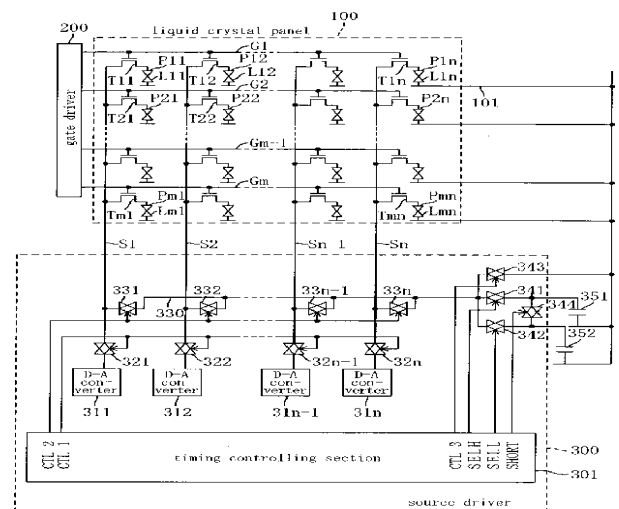 liquid crystal panel
100
200
G1
P11
P12
P1n
T11
L11
T12
L12
T1n
L1n
G2
101
P21
P22
P2n
T21
T22
gate driver
Gm-1
Gm
Pm1
Pmn
Tm1
Lm1
Tmn
Lmn
S1
S2
Sn-1
Sn
331
332
33n-1
33n
330
343
341
344
351
342
352
321
322
32n-1
32n
D-A con-verter
D-A con-verter
D-A con-verter
D-A con-verter
311
312
31n-1
31n
CTL 2
CTL 1
CTL 3
SELH
SELL
SHORT
timing controlling section
300
301
source driver